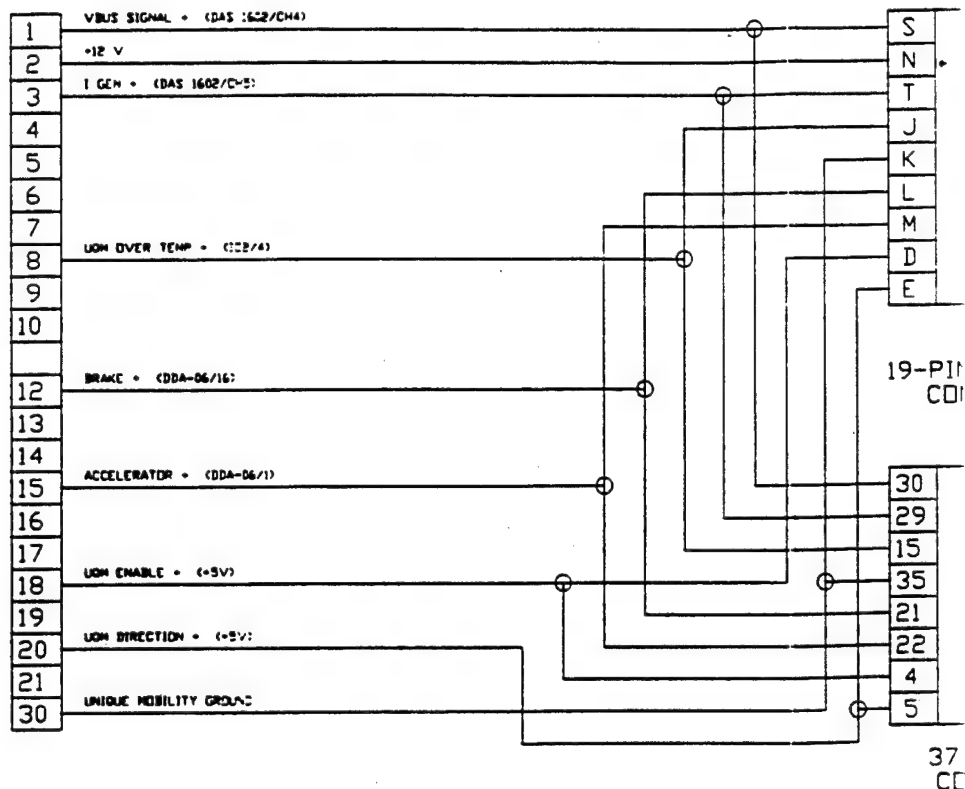 1 VBUS SIGNAL + (DAS 1602/CH4) S
2 +12 V N
3 I GEN + (DAS 1602/CH5) T
4 J
5 K
6 L
7 M
8 UQM OVER TEMP + D
9 E
10
19-PIN
12 BRAKE + (DDA-06/16)
13
14
15 ACCELERATOR + (DDA-06/1) 30
16 29
17 15
18 UQM ENABLE + (+5V) 35
19 21
20 UQM DIRECTION + (+5V) 22
21 4
30 UNIQUE MOBILITY GROUND 5
37